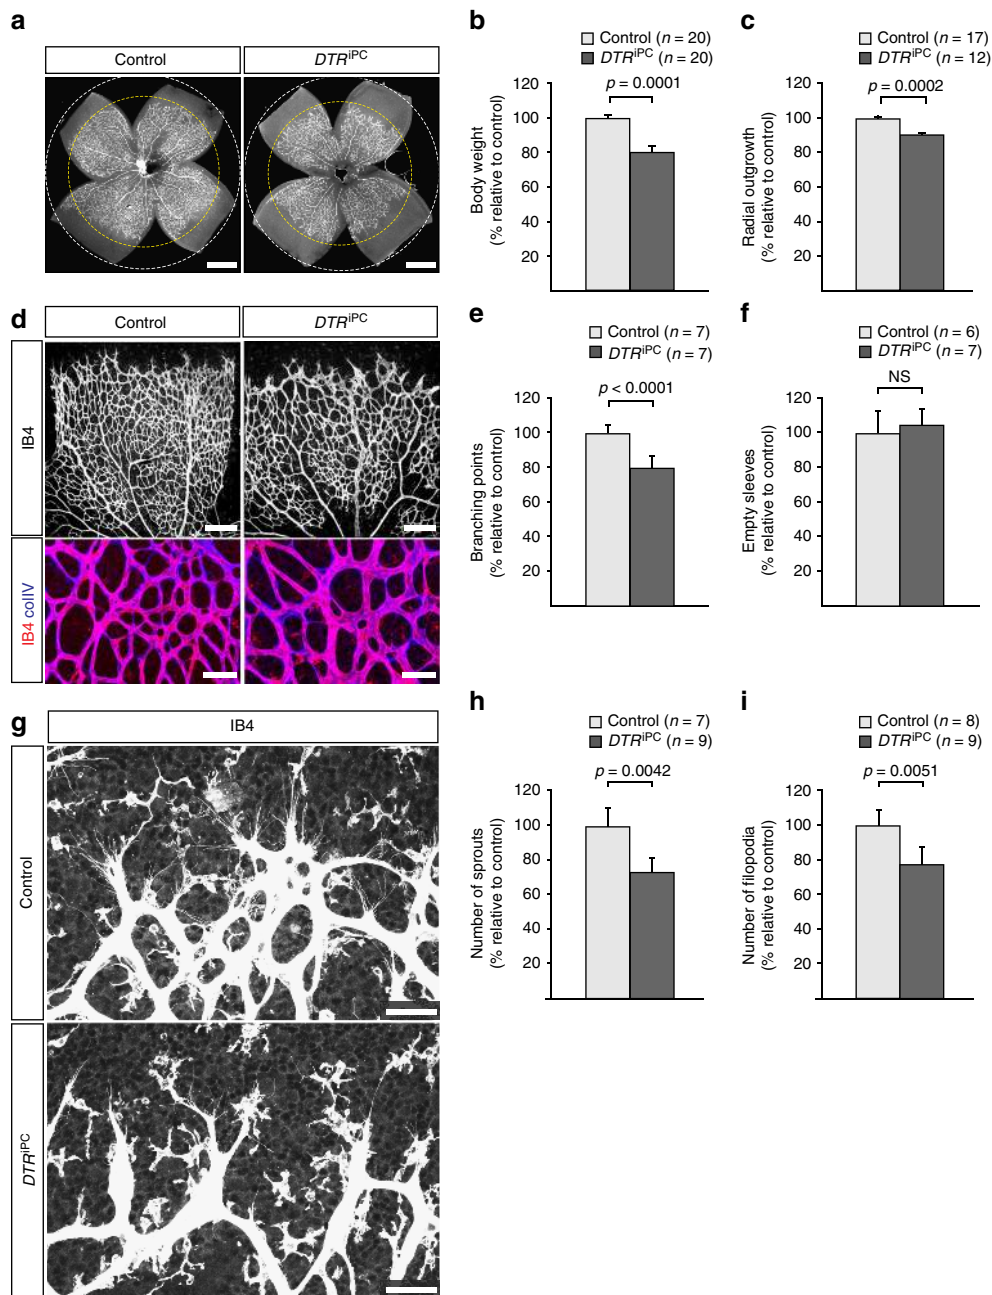 a
Control
DTRiPC
b
Control (n = 20)
DTRiPC (n = 20)
p = 0.0001
120
100
80
60
40
20
Body weight
(% relative to control)
c
Control (n = 17)
DTRiPC (n = 12)
p = 0.0002
120
100
80
60
40
20
Radial outgrowth
(% relative to control)
d
Control
DTRiPC
IB4
IB4 collV
e
Control (n = 7)
DTRiPC (n = 7)
p < 0.0001
120
100
80
60
40
20
Branching points
(% relative to control)
f
Control (n = 6)
DTRiPC (n = 7)
NS
120
100
80
60
40
20
Empty sleeves
(% relative to control)
g
IB4
Control
DTRiPC
h
Control (n = 7)
DTRiPC (n = 9)
p = 0.0042
120
100
80
60
40
20
Number of sprouts
(% relative to control)
i
Control (n = 8)
DTRiPC (n = 9)
p = 0.0051
120
100
80
60
40
20
Number of filopodia
(% relative to control)